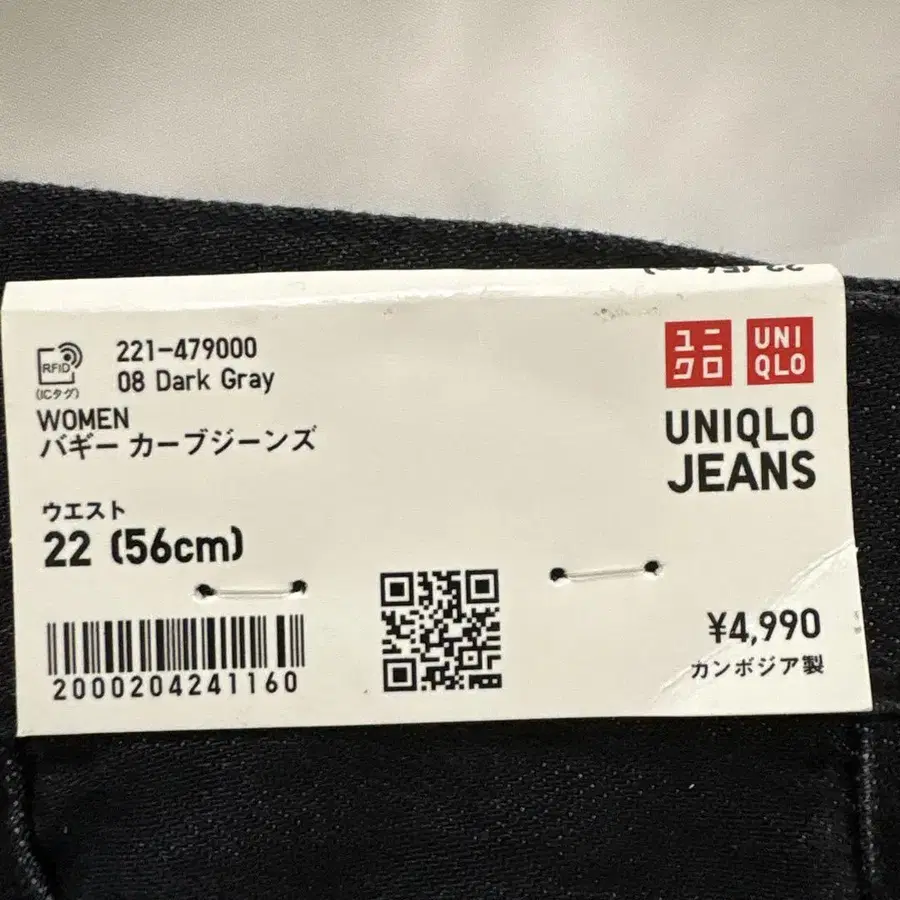 22 (56cm)
RFID
(ICタグ)
221-479000
08 Dark Gray
WOMEN
バギー カーブジーンズ
ウエスト
22 (56cm)
2000204241160
ユニ
クロ
UNI
QLO
UNIQLO
JEANS
¥4,990
カンボジア製